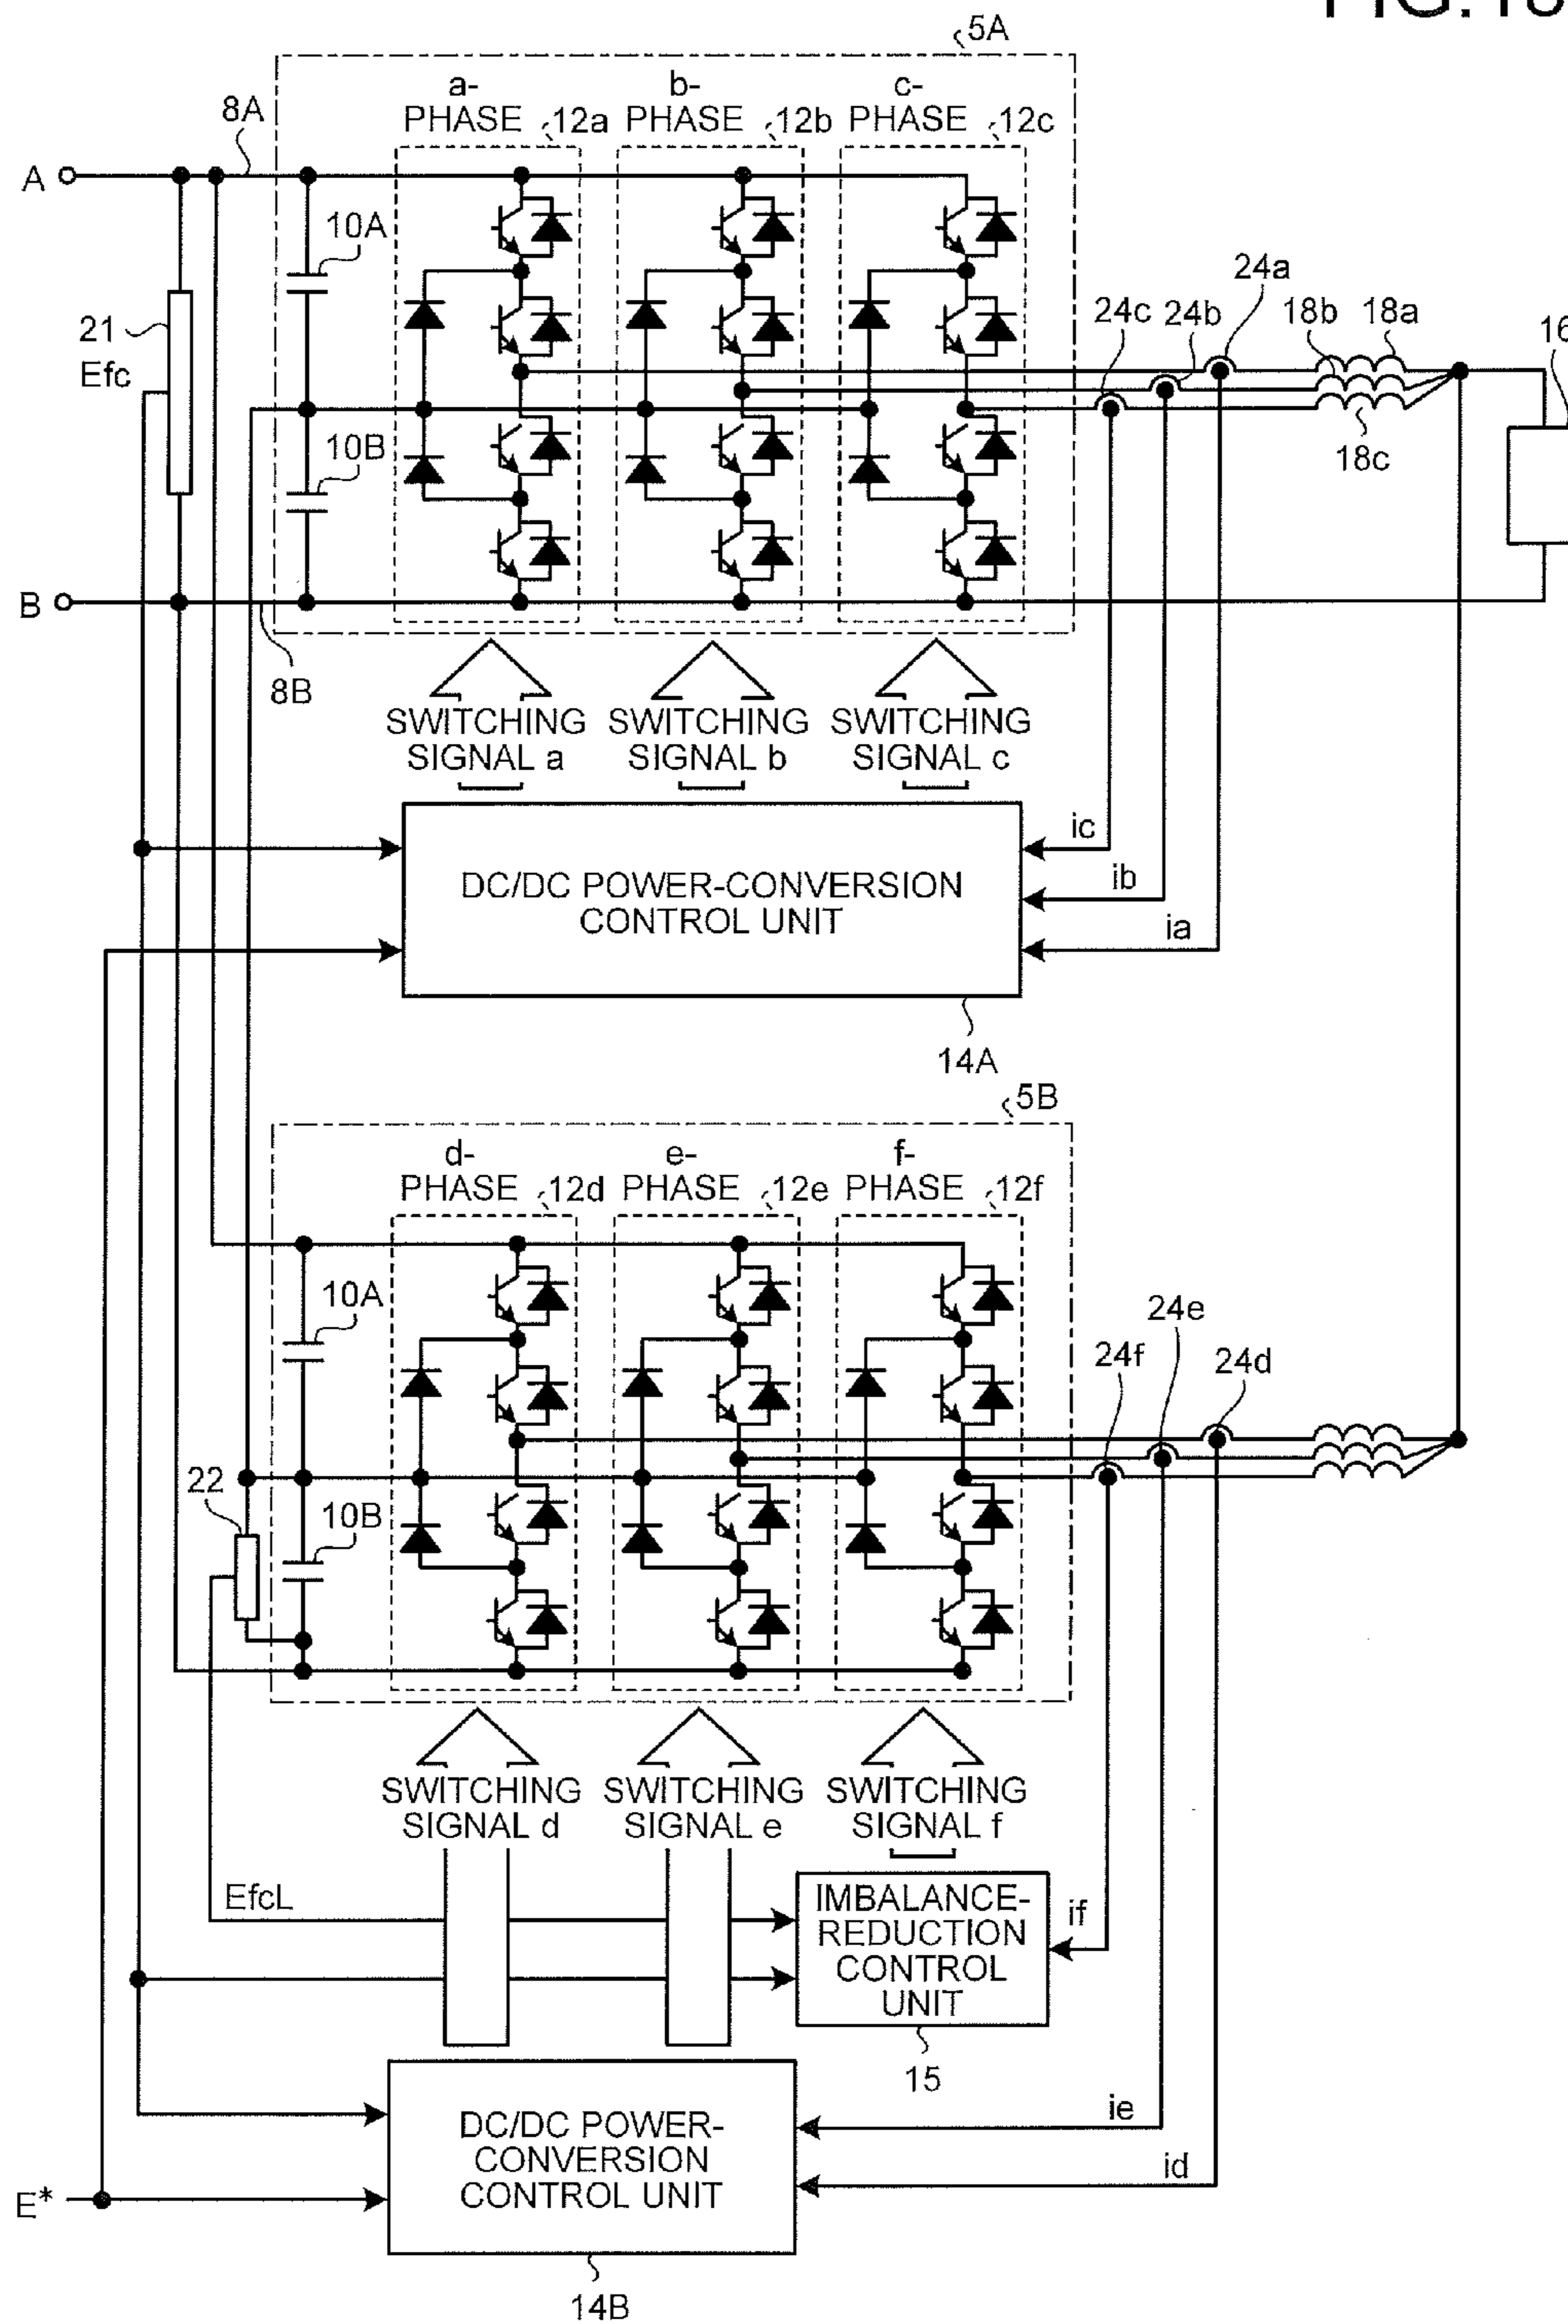 5A
a-
PHASE
12a
b-
PHASE
12b
c-
PHASE
12c
8A
A
10A
24a
24c
24b
18b
18a
21
Efc
10B
18c
B
8B
SWITCHING
SIGNAL a
SWITCHING
SIGNAL b
SWITCHING
SIGNAL c
ic
DC/DC POWER-CONVERSION
CONTROL UNIT
ib
ia
14A
5B
d-
PHASE
12d
e-
PHASE
12e
f-
PHASE
12f
10A
24e
24f
24d
22
10B
SWITCHING
SIGNAL d
SWITCHING
SIGNAL e
SWITCHING
SIGNAL f
EfcL
IMBALANCE-
REDUCTION
CONTROL
UNIT
if
15
DC/DC POWER-
CONVERSION
CONTROL UNIT
ie
id
E*
14B